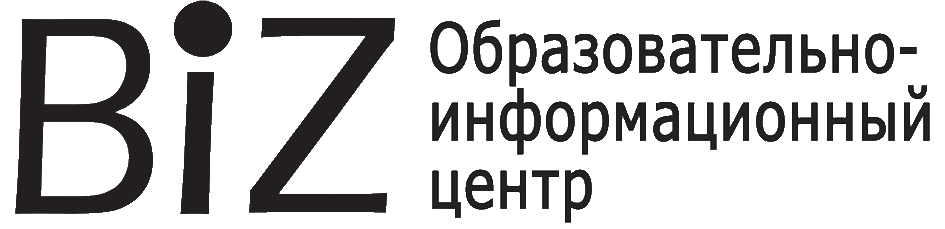 BiZ
Образовательно-
информационный
центр